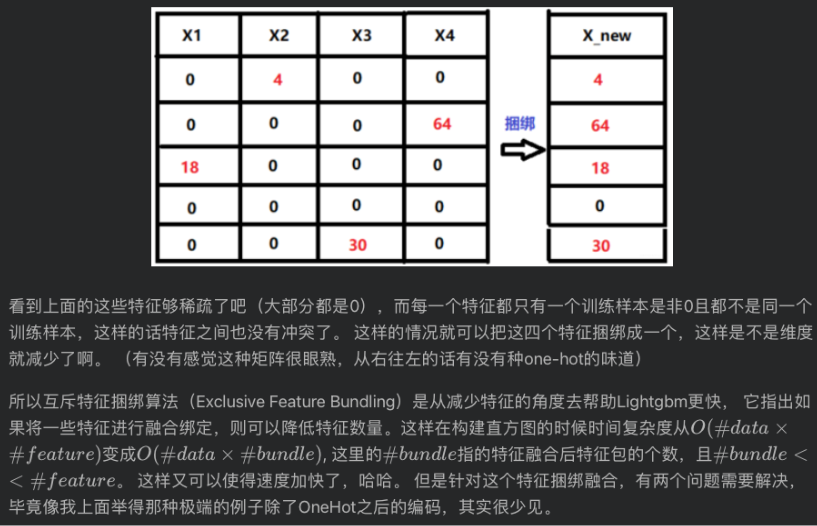 X1 X2 X3 X4 X_new
0 4 0 0 4
0 0 0 64 捆绑 64
18 0 0 0 18
0 0 0 0 0
0 0 30 0 30
看到上面的这些特征够稀疏了吧（大部分都是0），而每一个特征都只有一个训练样本是非0且都不是同一个
训练样本，这样的话特征之间也没有冲突了。 这样的情况就可以把这四个特征捆绑成一个，这样是不是维度
就减少了啊。 （有没有感觉这种矩阵很眼熟，从右往左的话有没有种one-hot的味道）
所以互斥特征捆绑算法（Exclusive Feature Bundling）是从减少特征的角度去帮助Lightgbm更快， 它指出如
果将一些特征进行融合绑定，则可以降低特征数量。这样在构建直方图的时候时间复杂度从O(#data ×
#feature)变成O(#data × #bundle), 这里的#bundle指的特征融合后特征包的个数，且#bundle <
< #feature。 这样又可以使得速度加快了，哈哈。 但是针对这个特征捆绑融合，有两个问题需要解决，
毕竟像我上面举得那种极端的例子除了OneHot之后的编码，其实很少见。